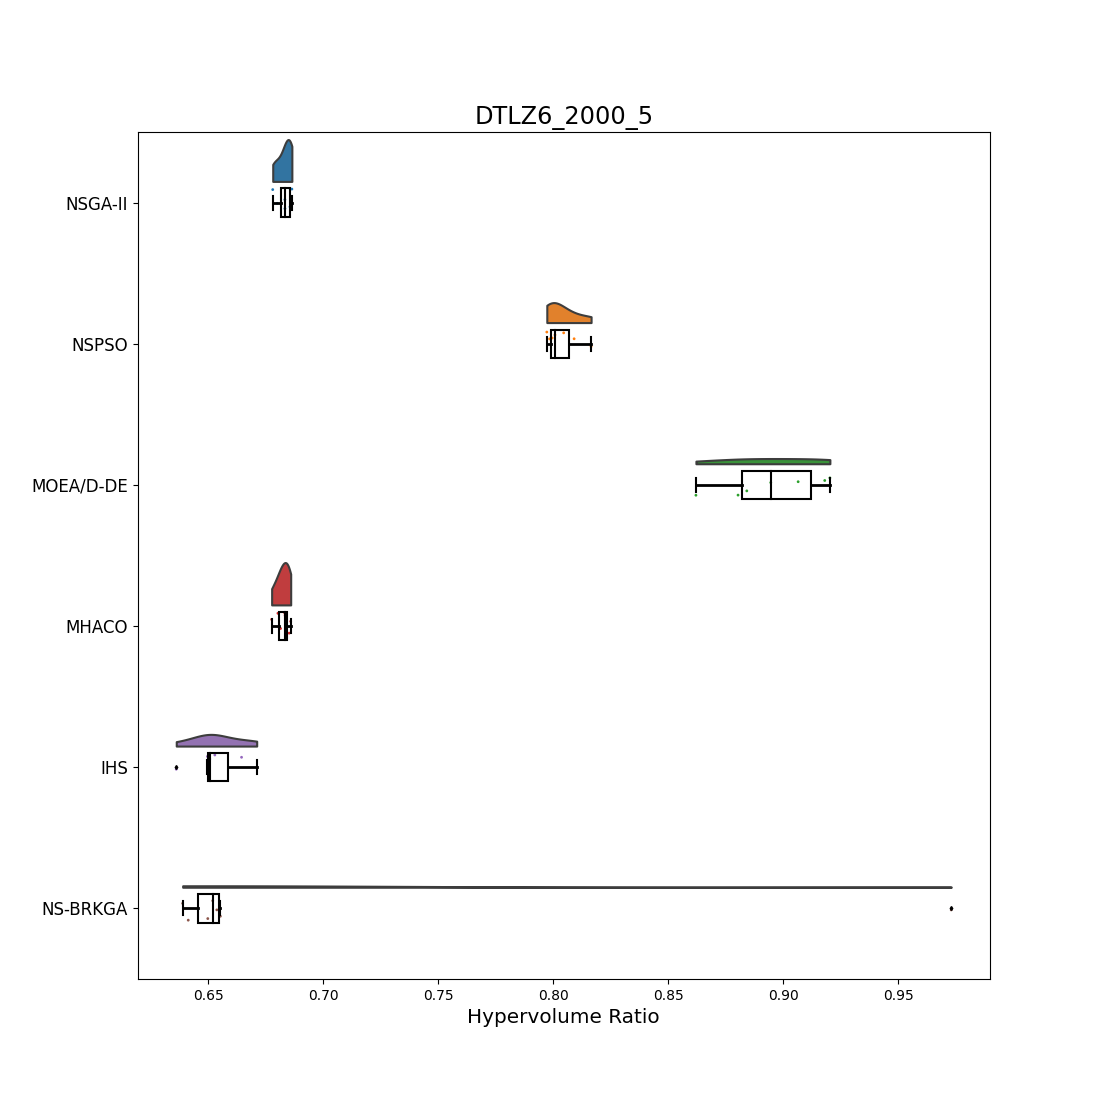 DTLZ6_2000_5
NSGA-II
NSPSO
MOEA/D-DE
MHACO
IHS
NS-BRKGA
0.65 0.70 0.75 0.80 0.85 0.90 0.95
Hypervolume Ratio